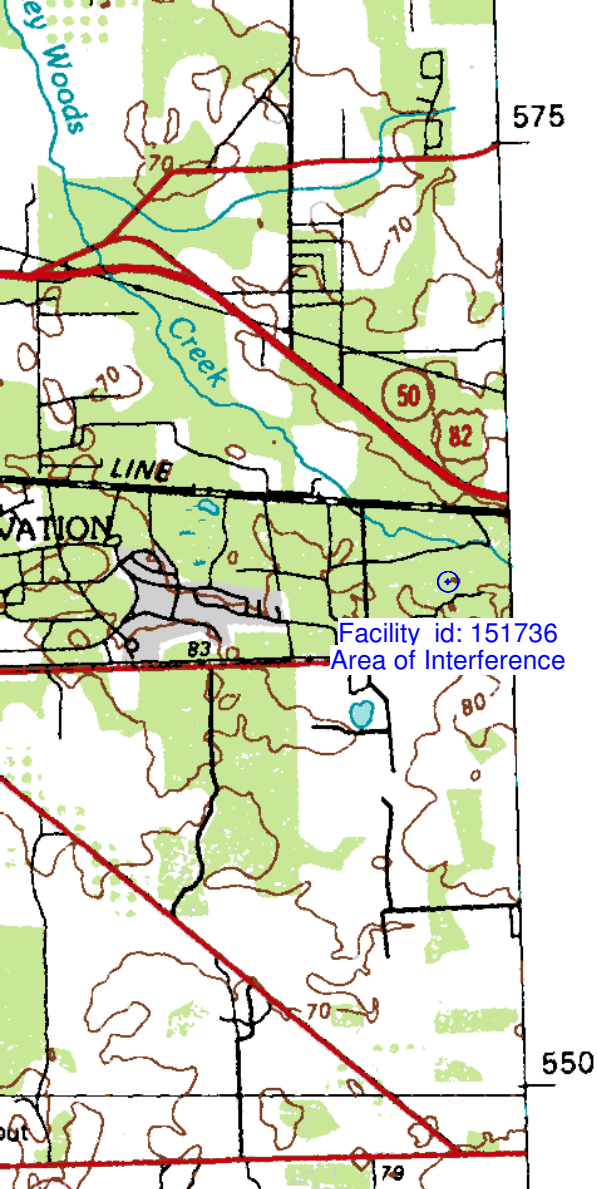 ey Woods
575
70
70
Creek
70
50
82
LINE
VATION
Facility id: 151736
83
Area of Interference
80
70
550
out
79